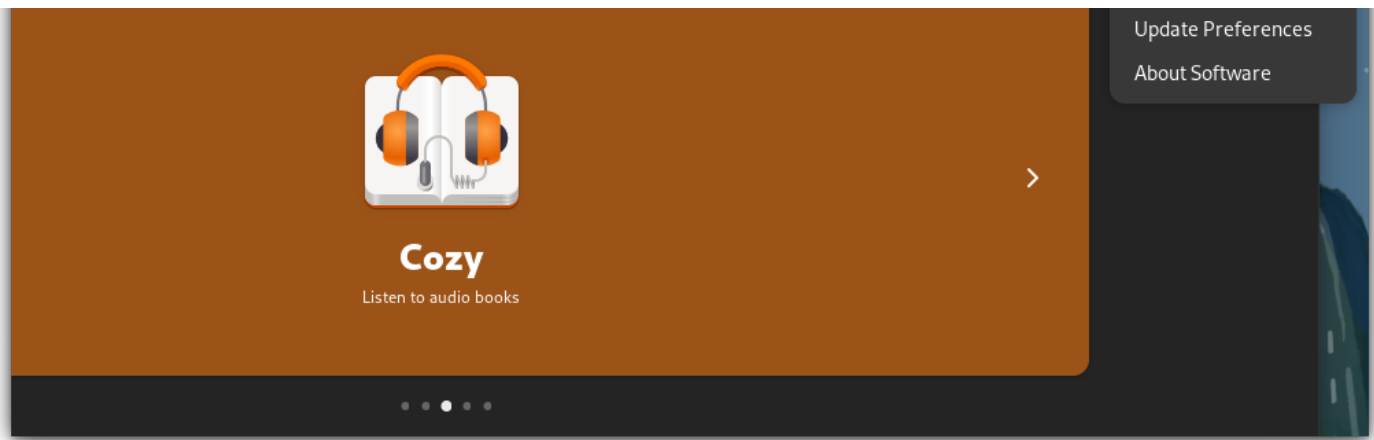 Update Preferences
About Software
Cozy
Listen to audio books